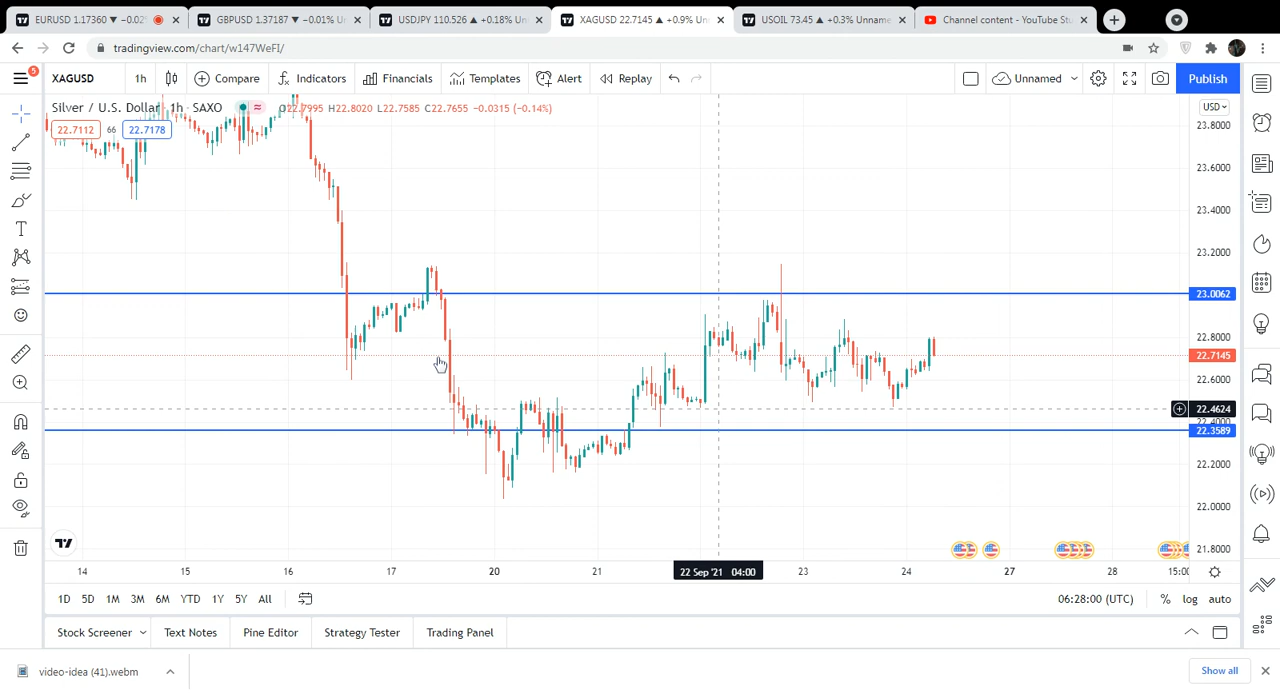 EURUSD 1.17360 ▼ −0.02%
GBPUSD 1.37187 ▼ −0.01% Un
USDJPY 110.526 ▲ +0.18% Unnam
XAGUSD 22.7145 ▲ +0.9% Un
USOIL 73.45 ▲ +0.3% Unname
Channel content - YouTube Stu
tradingview.com/chart/w147WeFI/
5
XAGUSD
1h
Compare
Indicators
Financials
Templates
Alert
Replay
Unnamed
Publish
Silver / U.S. Dollar · 1h · SAXO
O22.7995 H22.8020 L22.7585 C22.7655 −0.0315 (−0.14%)
USD
22.7112 66 22.7178
23.8000
23.6000
23.4000
23.2000
23.0062
22.8000
22.7145
22.6000
22.4624
22.4000
22.3589
22.2000
22.0000
21.8000
14 15 16 17 20 21 22 Sep '21 04:00 23 24 27 28 15:00
1D 5D 1M 3M 6M YTD 1Y 5Y All
06:28:00 (UTC) % log auto
Stock Screener
Text Notes
Pine Editor
Strategy Tester
Trading Panel
video-idea (41).webm
Show all